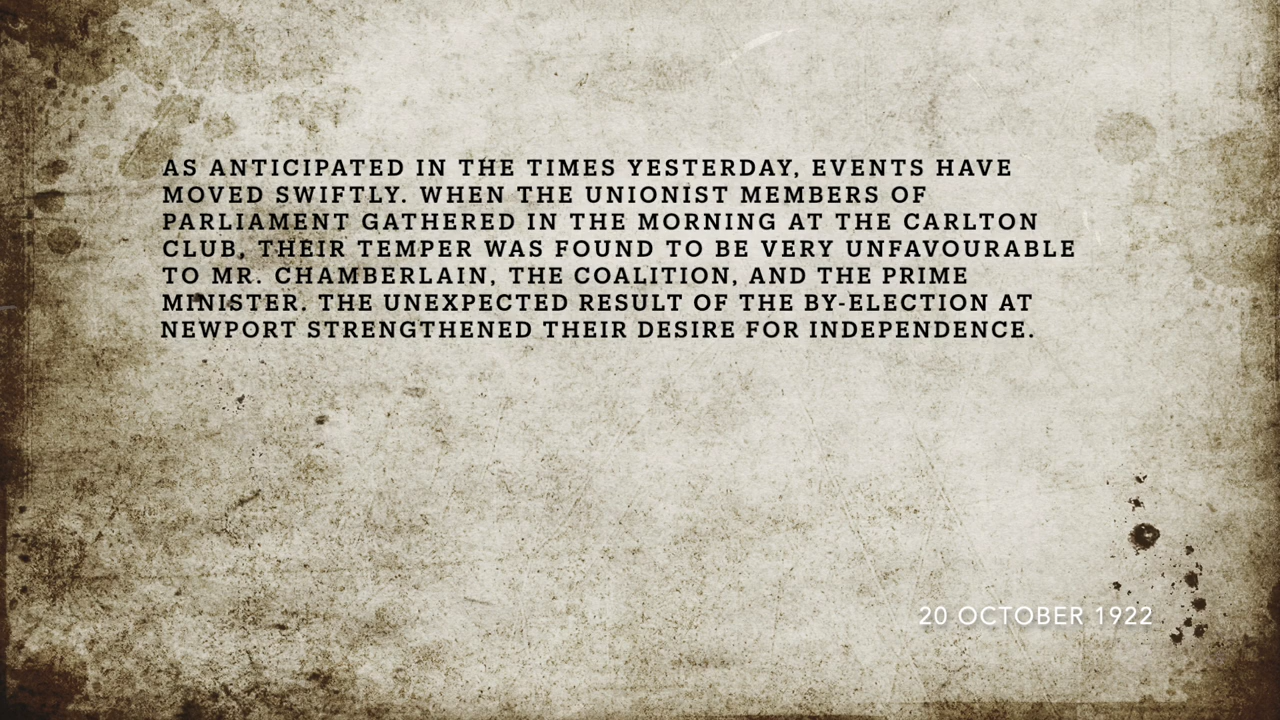 AS ANTICIPATED IN THE TIMES YESTERDAY, EVENTS HAVE
MOVED SWIFTLY. WHEN THE UNIONIST MEMBERS OF
PARLIAMENT GATHERED IN THE MORNING AT THE CARLTON
CLUB, THEIR TEMPER WAS FOUND TO BE VERY UNFAVOURABLE
TO MR. CHAMBERLAIN, THE COALITION, AND THE PRIME
MINISTER. THE UNEXPECTED RESULT OF THE BY-ELECTION AT
NEWPORT STRENGTHENED THEIR DESIRE FOR INDEPENDENCE.
20 OCTOBER 1922